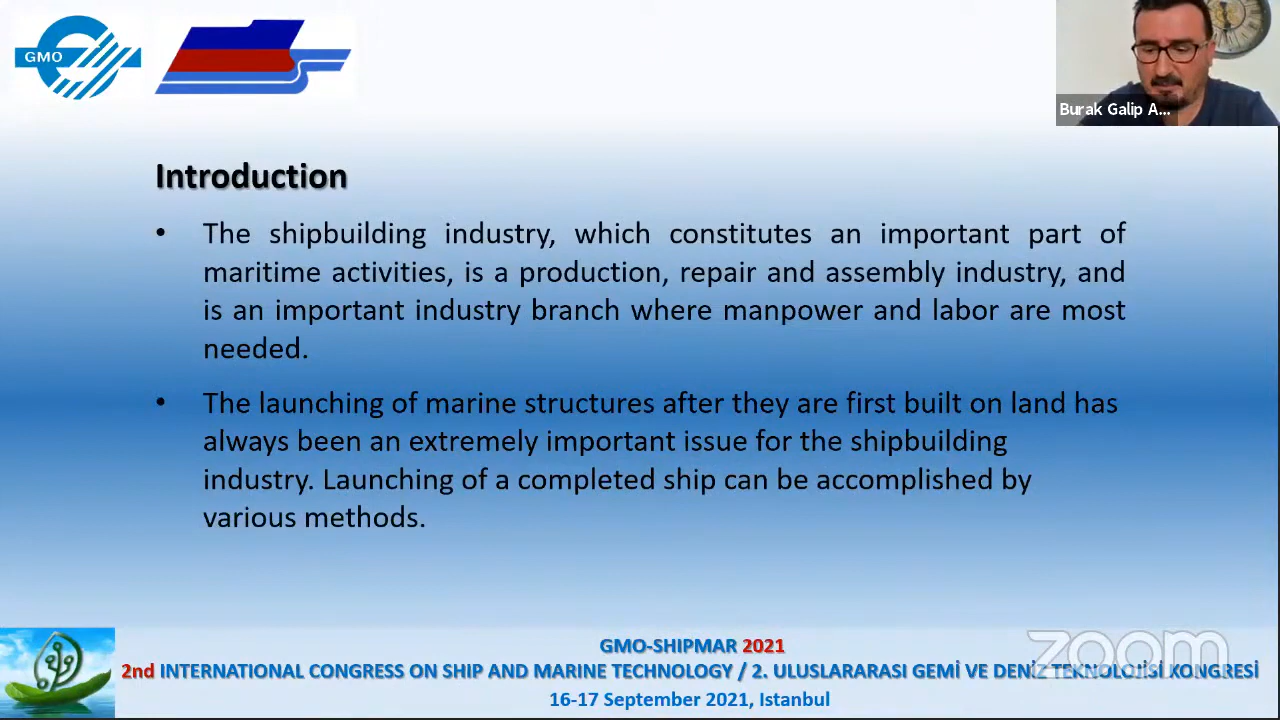 GMO
Burak Galip A...
Introduction
• The shipbuilding industry, which constitutes an important part of
maritime activities, is a production, repair and assembly industry, and
is an important industry branch where manpower and labor are most
needed.
• The launching of marine structures after they are first built on land has
always been an extremely important issue for the shipbuilding
industry. Launching of a completed ship can be accomplished by
various methods.
GMO-SHIPMAR 2021
2nd INTERNATIONAL CONGRESS ON SHIP AND MARINE TECHNOLOGY / 2. ULUSLARARASI GEMİ VE DENİZ TEKNOLOJİSİ KONGRESİ
16-17 September 2021, Istanbul
zoom